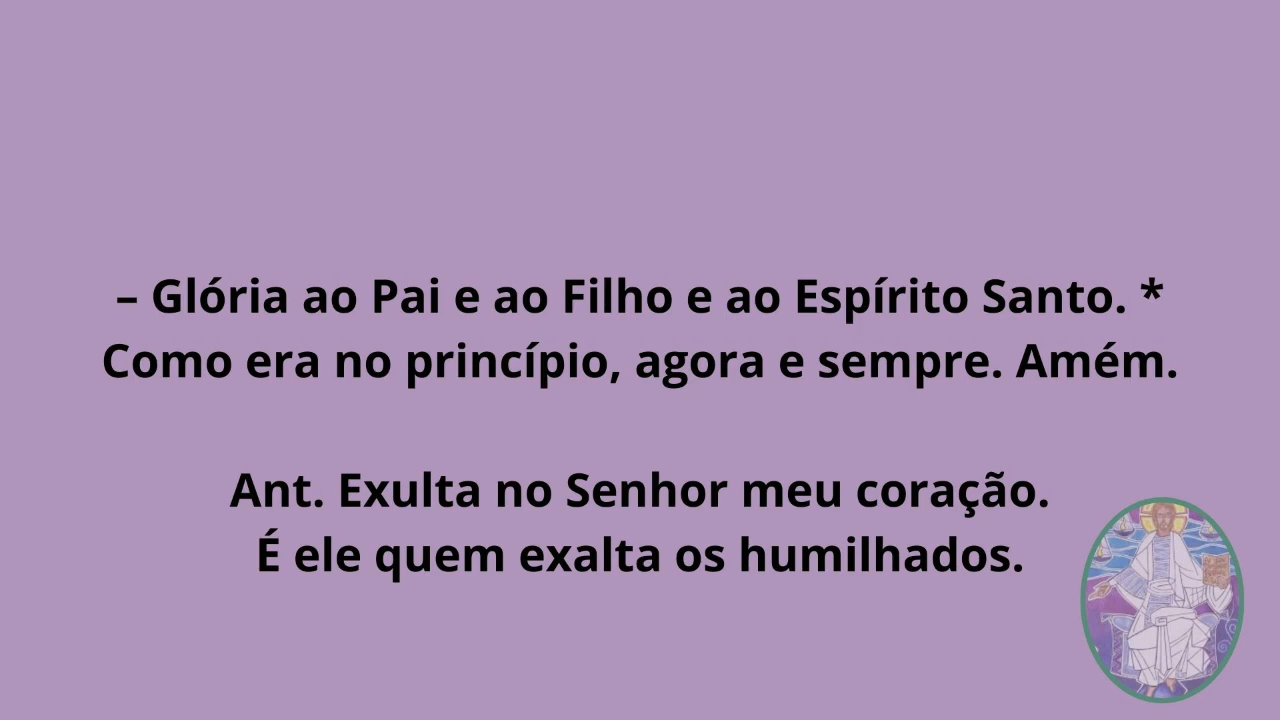 – Glória ao Pai e ao Filho e ao Espírito Santo. *
Como era no princípio, agora e sempre. Amém.
Ant. Exulta no Senhor meu coração.
É ele quem exalta os humilhados.